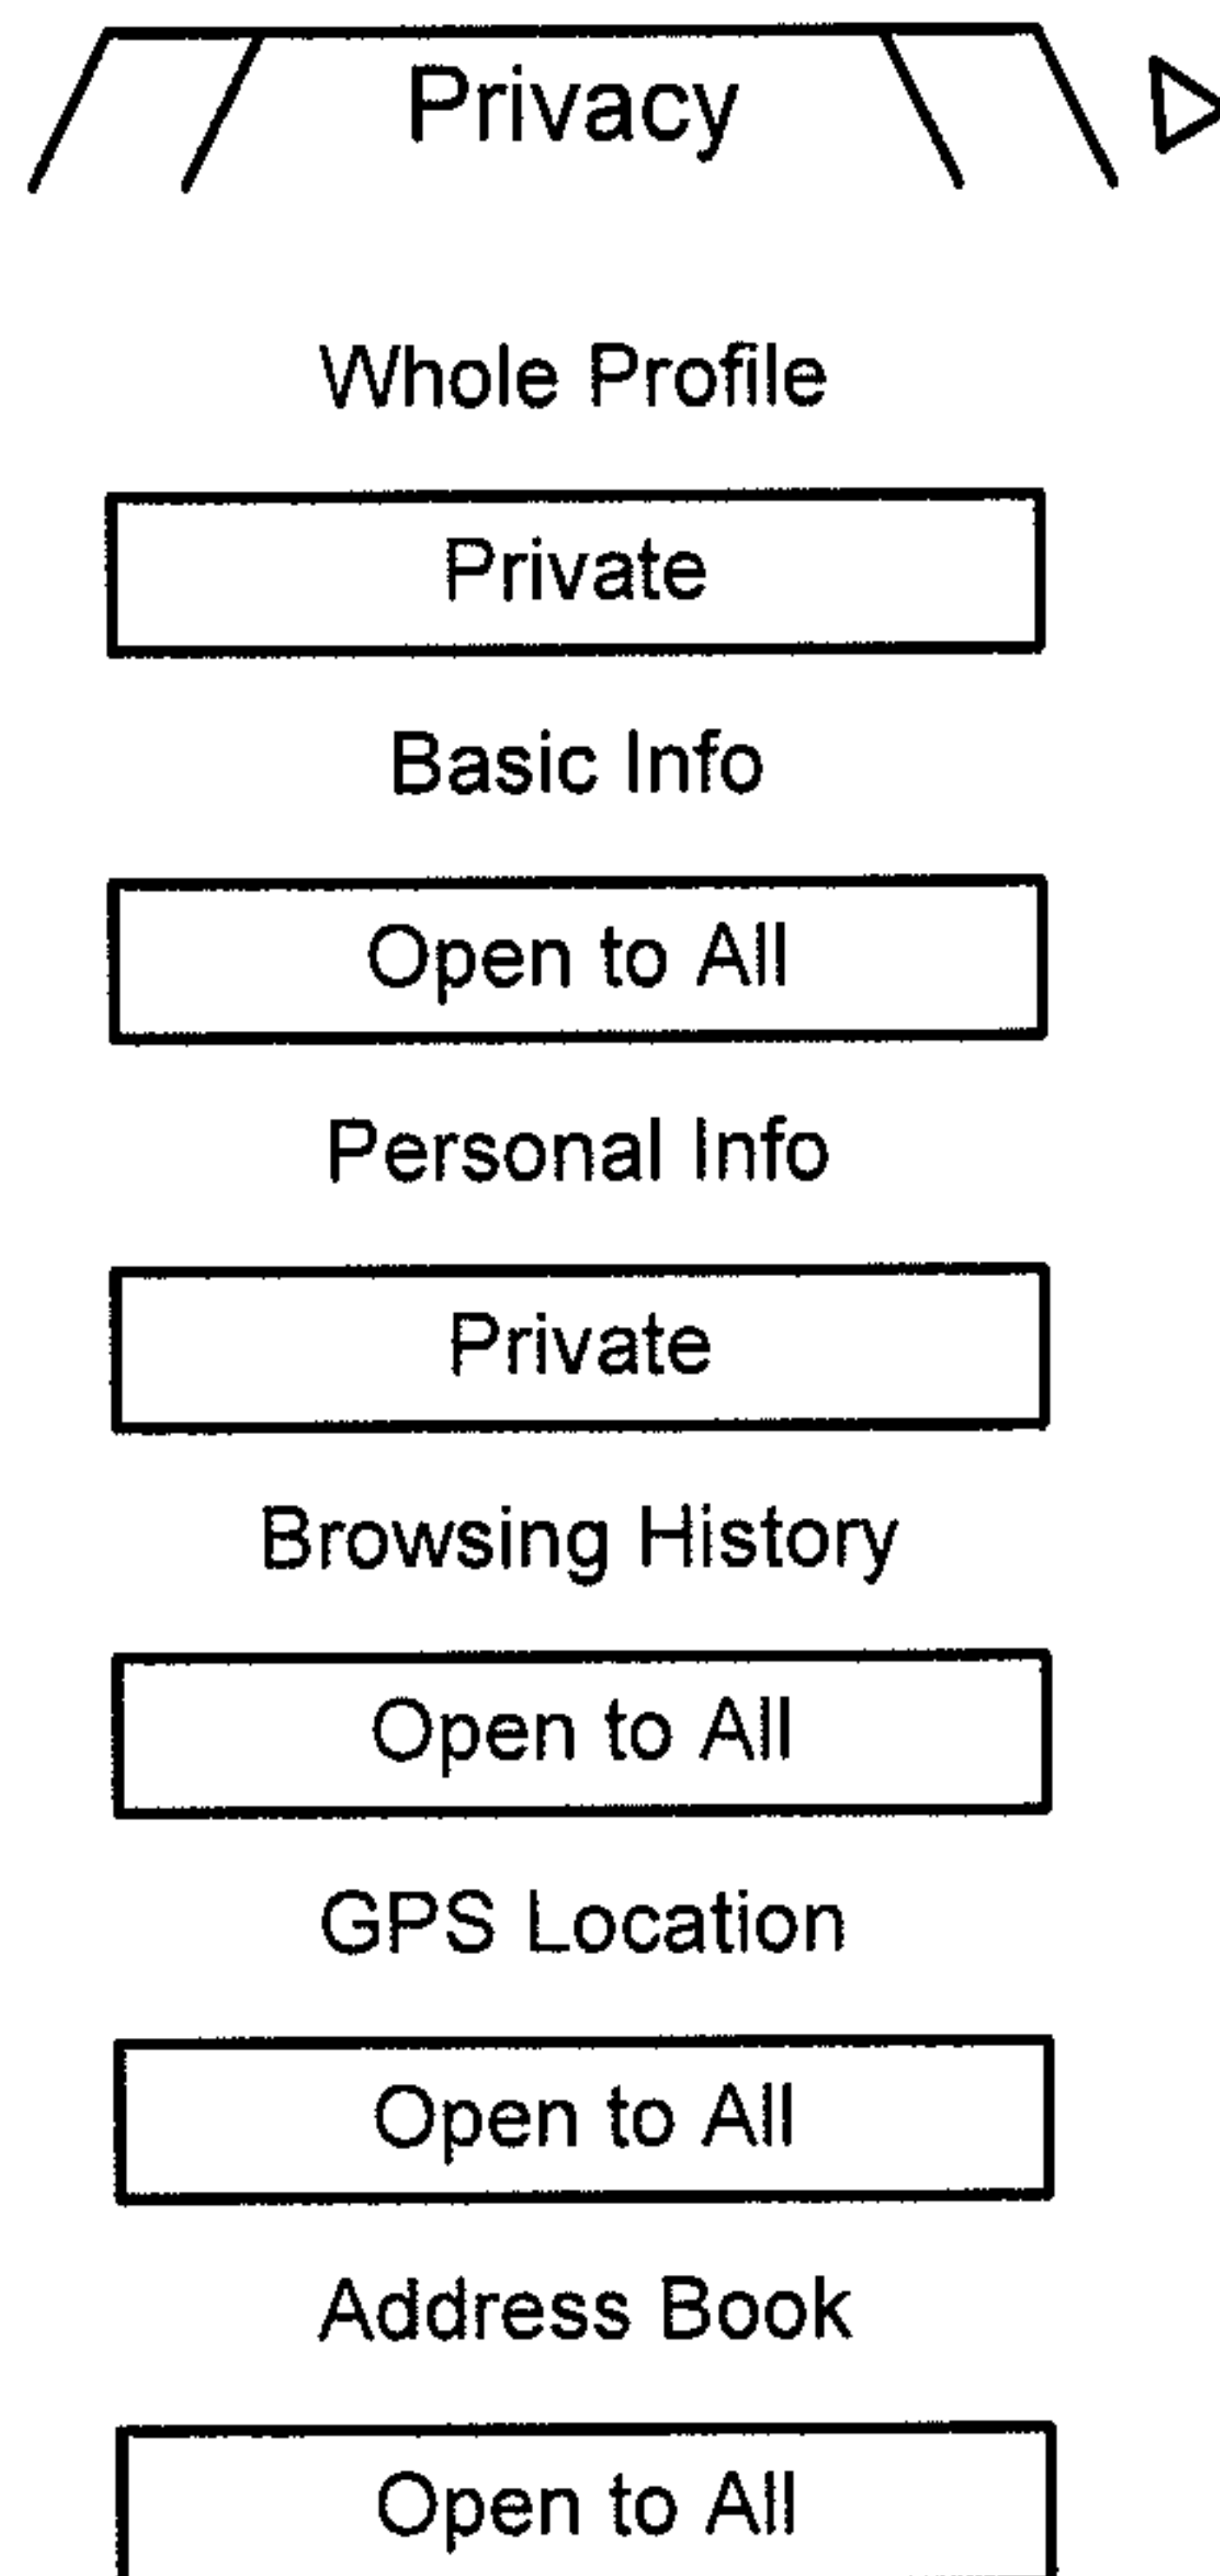 Privacy
Whole Profile
Private
Basic Info
Open to All
Personal Info
Private
Browsing History
Open to All
GPS Location
Open to All
Address Book
Open to All